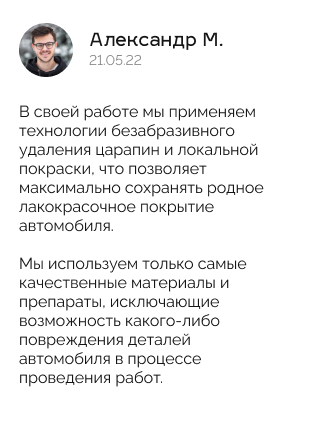 Александр М.
21.05.22
В своей работе мы применяем
технологии безабразивного
удаления царапин и локальной
покраски, что позволяет
максимально сохранять родное
лакокрасочное покрытие
автомобиля.
Мы используем только самые
качественные материалы и
препараты, исключающие
возможность какого-либо
повреждения деталей
автомобиля в процессе
проведения работ.